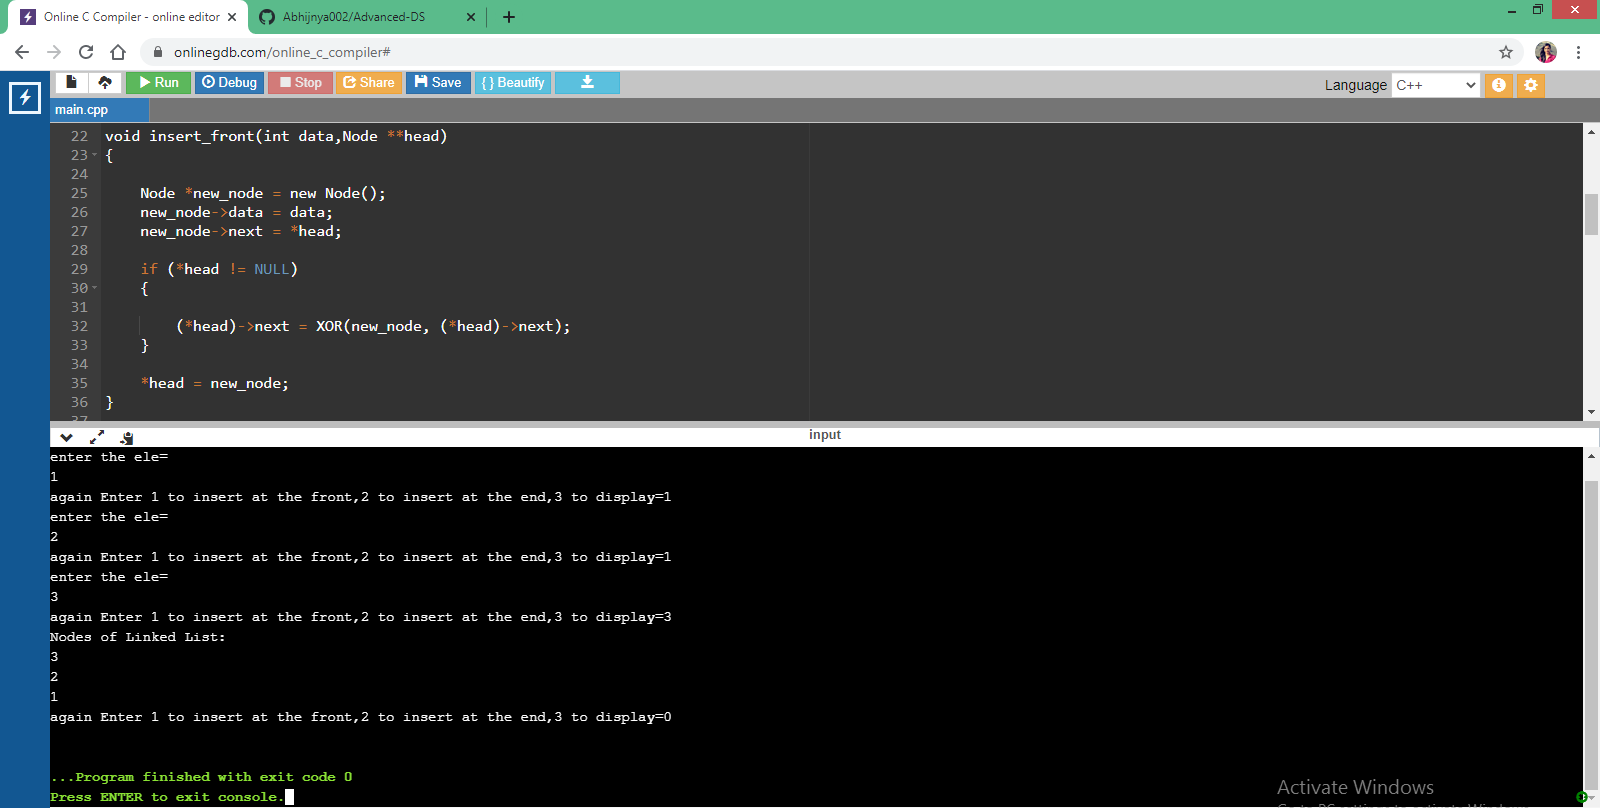 Online C Compiler - online editor
Abhijnya002/Advanced-DS
onlinegdb.com/online_c_compiler#
Run Debug Stop Share Save { } Beautify Language C++
main.cpp
22 void insert_front(int data,Node **head)
23 {
24
25 Node *new_node = new Node();
26 new_node->data = data;
27 new_node->next = *head;
28
29 if (*head != NULL)
30 {
31
32 (*head)->next = XOR(new_node, (*head)->next);
33 }
34
35 *head = new_node;
36 }
37
input
enter the ele=
1
again Enter 1 to insert at the front,2 to insert at the end,3 to display=1
enter the ele=
2
again Enter 1 to insert at the front,2 to insert at the end,3 to display=1
enter the ele=
3
again Enter 1 to insert at the front,2 to insert at the end,3 to display=3
Nodes of Linked List:
3
2
1
again Enter 1 to insert at the front,2 to insert at the end,3 to display=0
...Program finished with exit code 0
Press ENTER to exit console.
Activate Windows